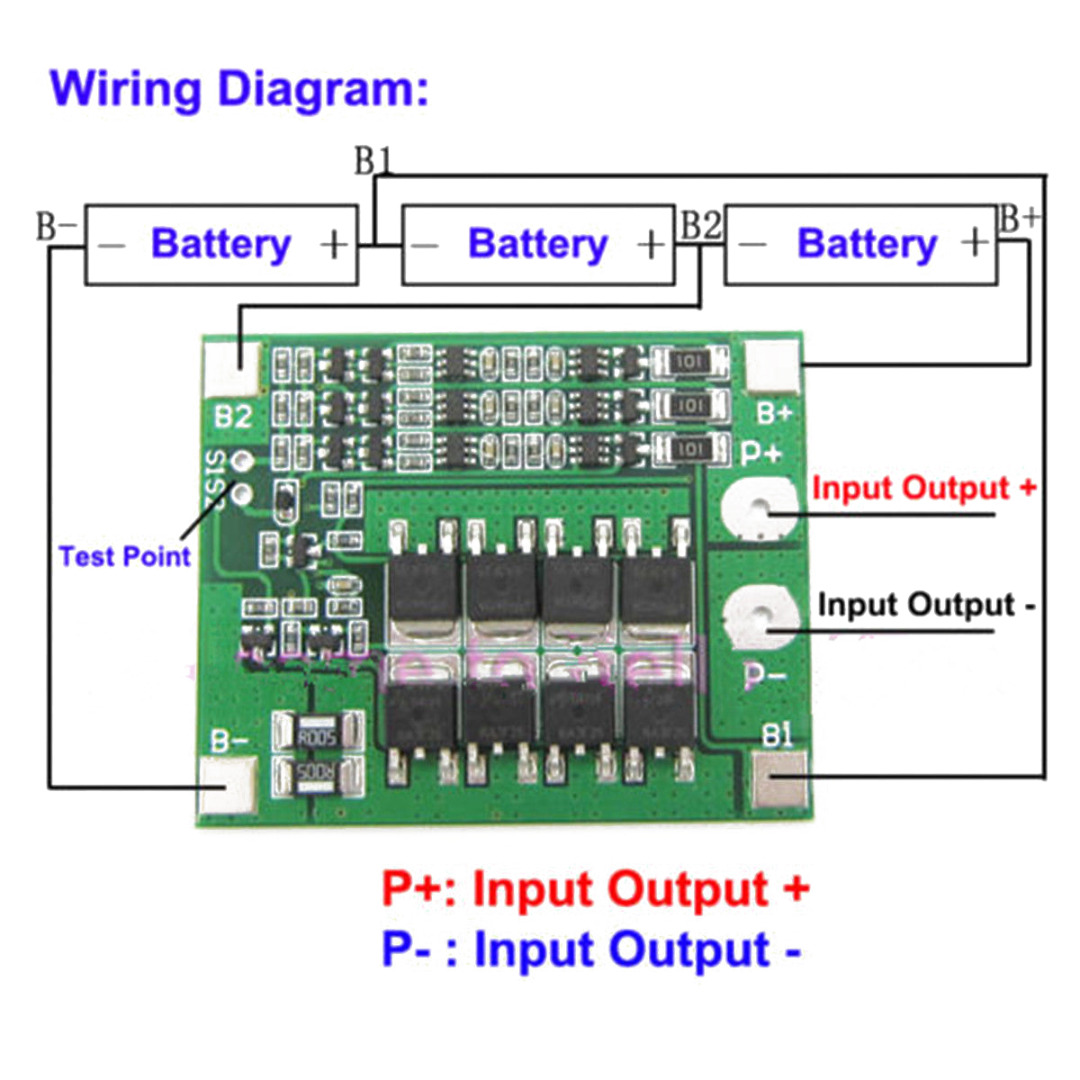 Wiring Diagram:
B1
B- B2 B+
- Battery +
- Battery +
- Battery +
101
B2 101 B+
101 P+
S1
Input Output +
Test Point
Input Output -
P-
B- R005 B1
R005
P+: Input Output +
P- : Input Output -